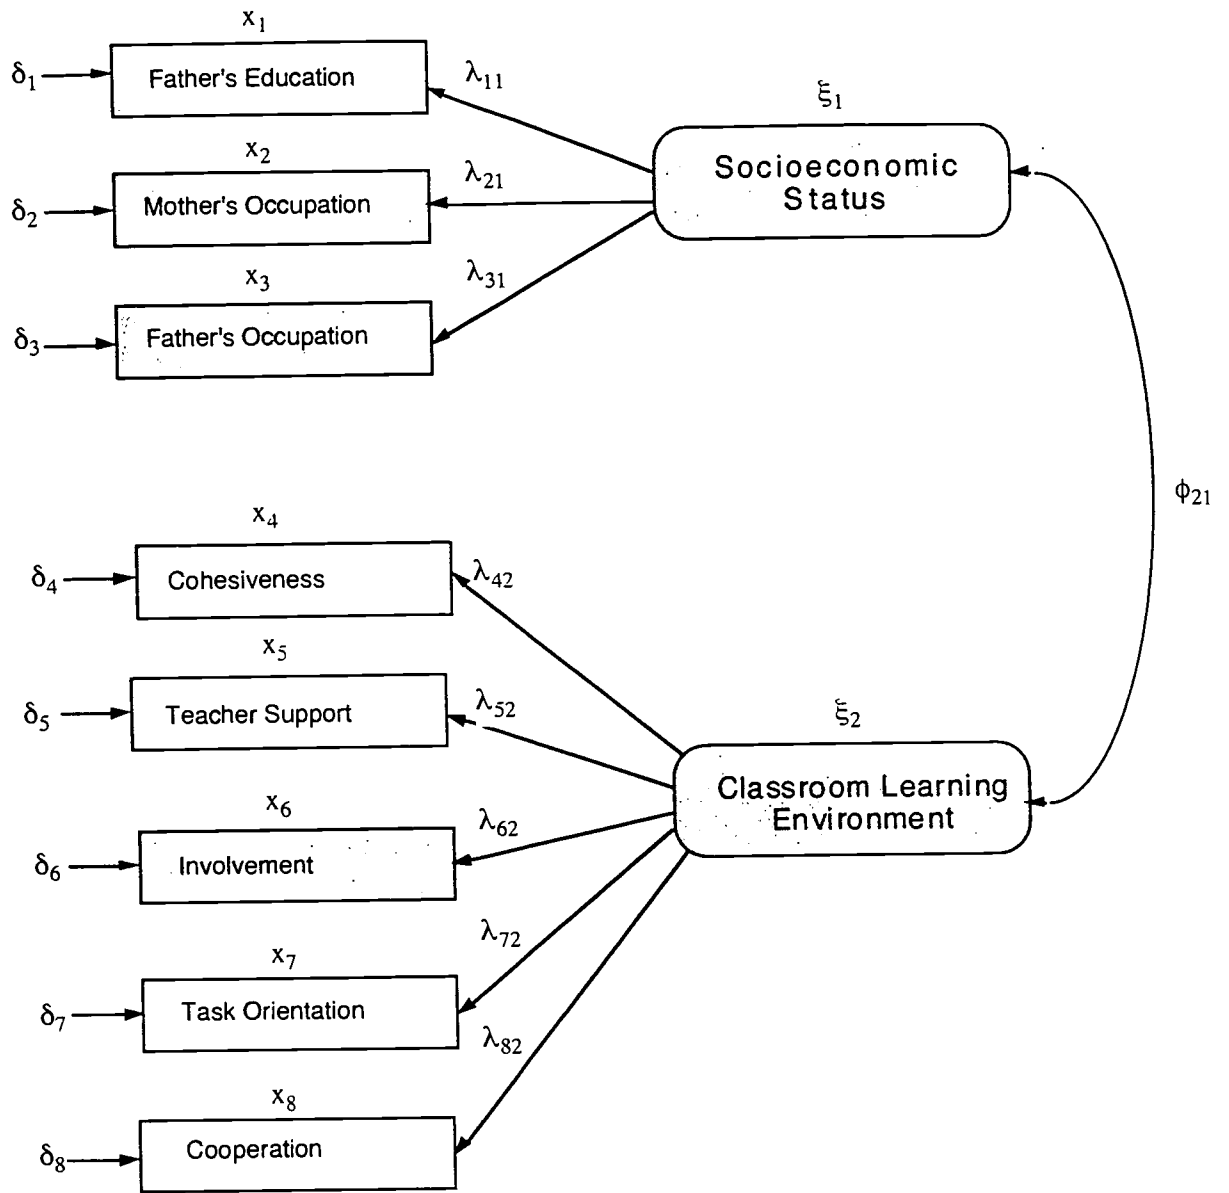 x₁
δ₁
Father's Education
λ₁₁
ξ₁
Socioeconomic
Status
x₂
δ₂
Mother's Occupation
λ₂₁
x₃
δ₃
Father's Occupation
λ₃₁
ϕ₂₁
x₄
δ₄
Cohesiveness
λ₄₂
x₅
δ₅
Teacher Support
λ₅₂
ξ₂
Classroom Learning
Environment
x₆
δ₆
Involvement
λ₆₂
x₇
δ₇
Task Orientation
λ₇₂
x₈
δ₈
Cooperation
λ₈₂